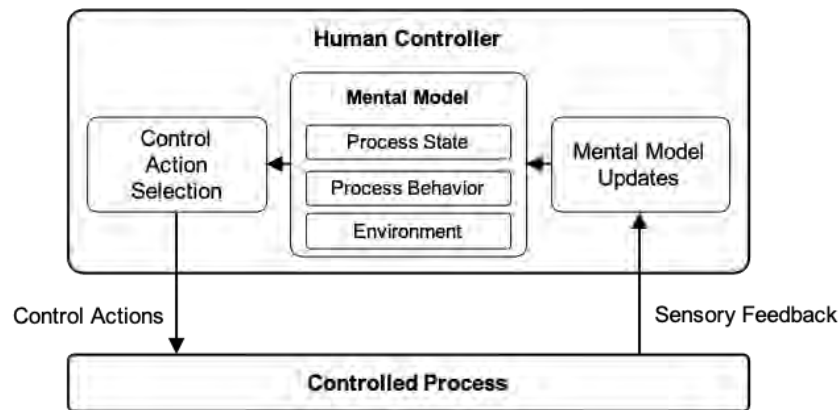 Human Controller
Mental Model
Control
Action
Selection
Process State
Process Behavior
Environment
Mental Model
Updates
Control Actions
Sensory Feedback
Controlled Process